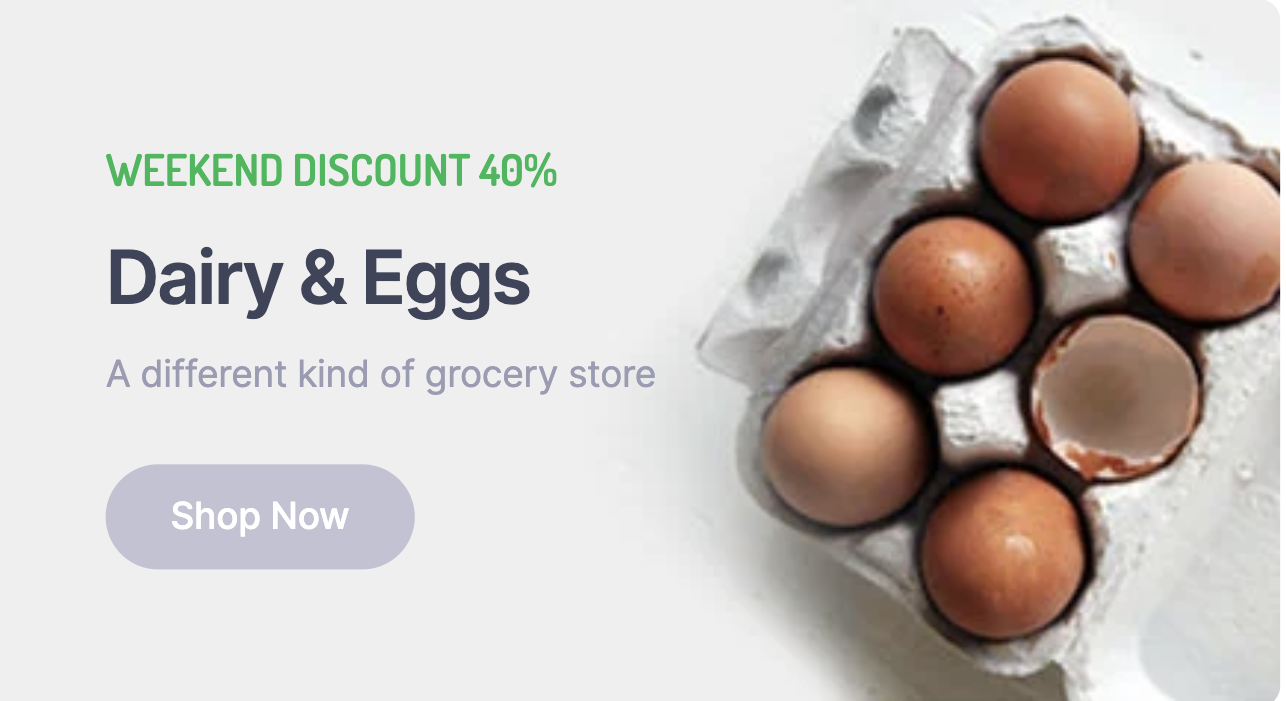 WEEKEND DISCOUNT 40%
Dairy & Eggs
A different kind of grocery store
Shop Now